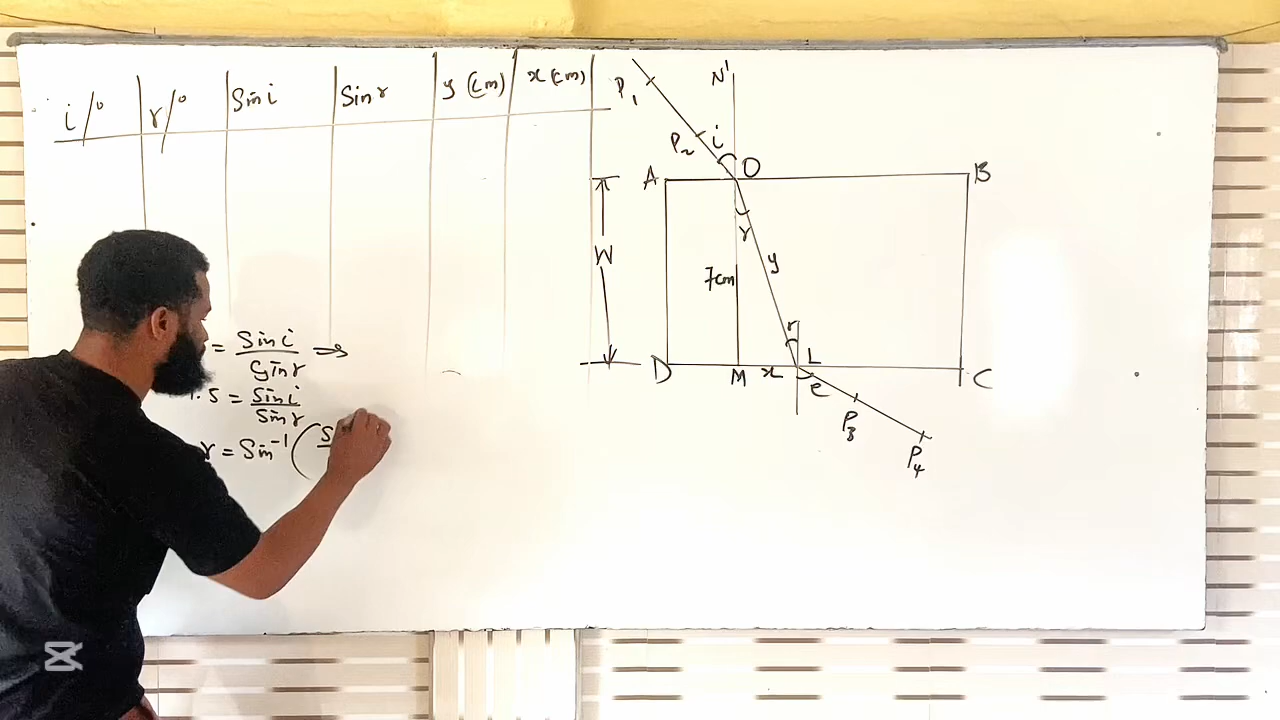 i/° r/° Sin i Sin r y (cm) x (cm)
P₁ N'
P₂ i O
A B
r
W 7cm y
r
D M x L C
e
P₃
P₄
= Sin i / Sin r ⇒
1.5 = Sin i / Sin r
r = Sin⁻¹ ( S